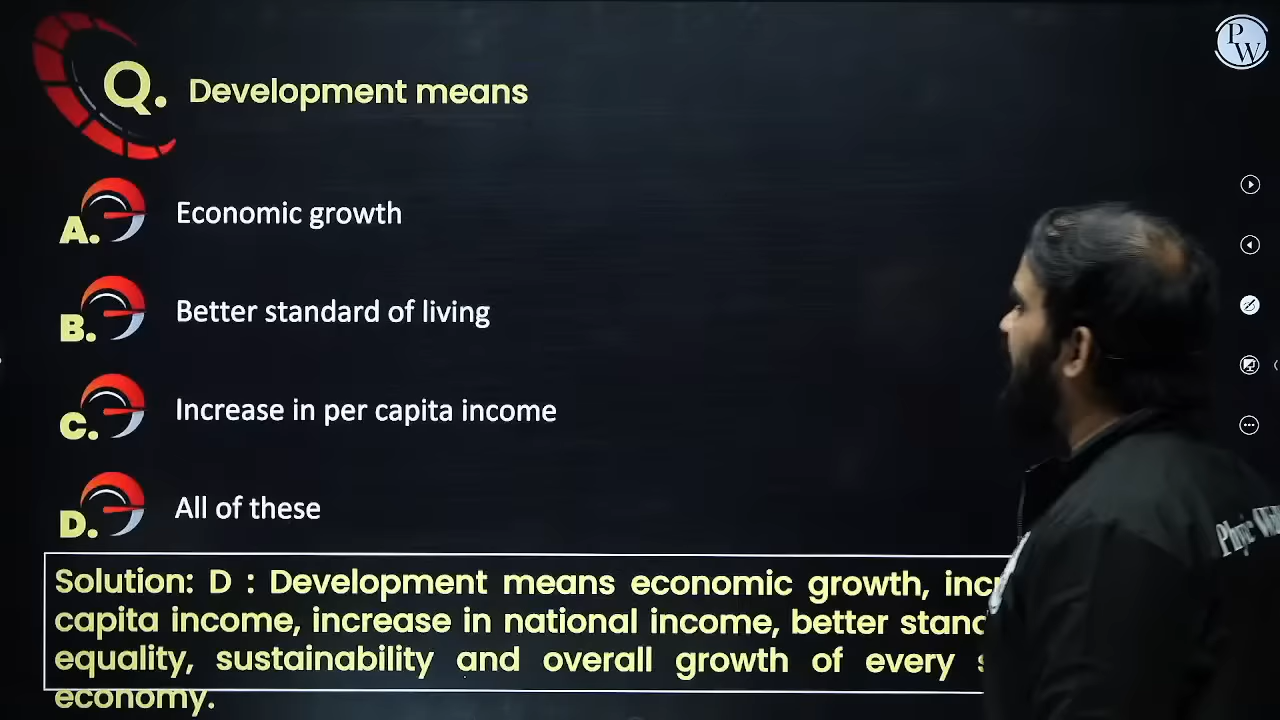 PW
Q. Development means
A. Economic growth
B. Better standard of living
C. Increase in per capita income
D. All of these
Solution: D : Development means economic growth,
capita income, increase in national income, better
equality, sustainability and overall growth of every
economy.